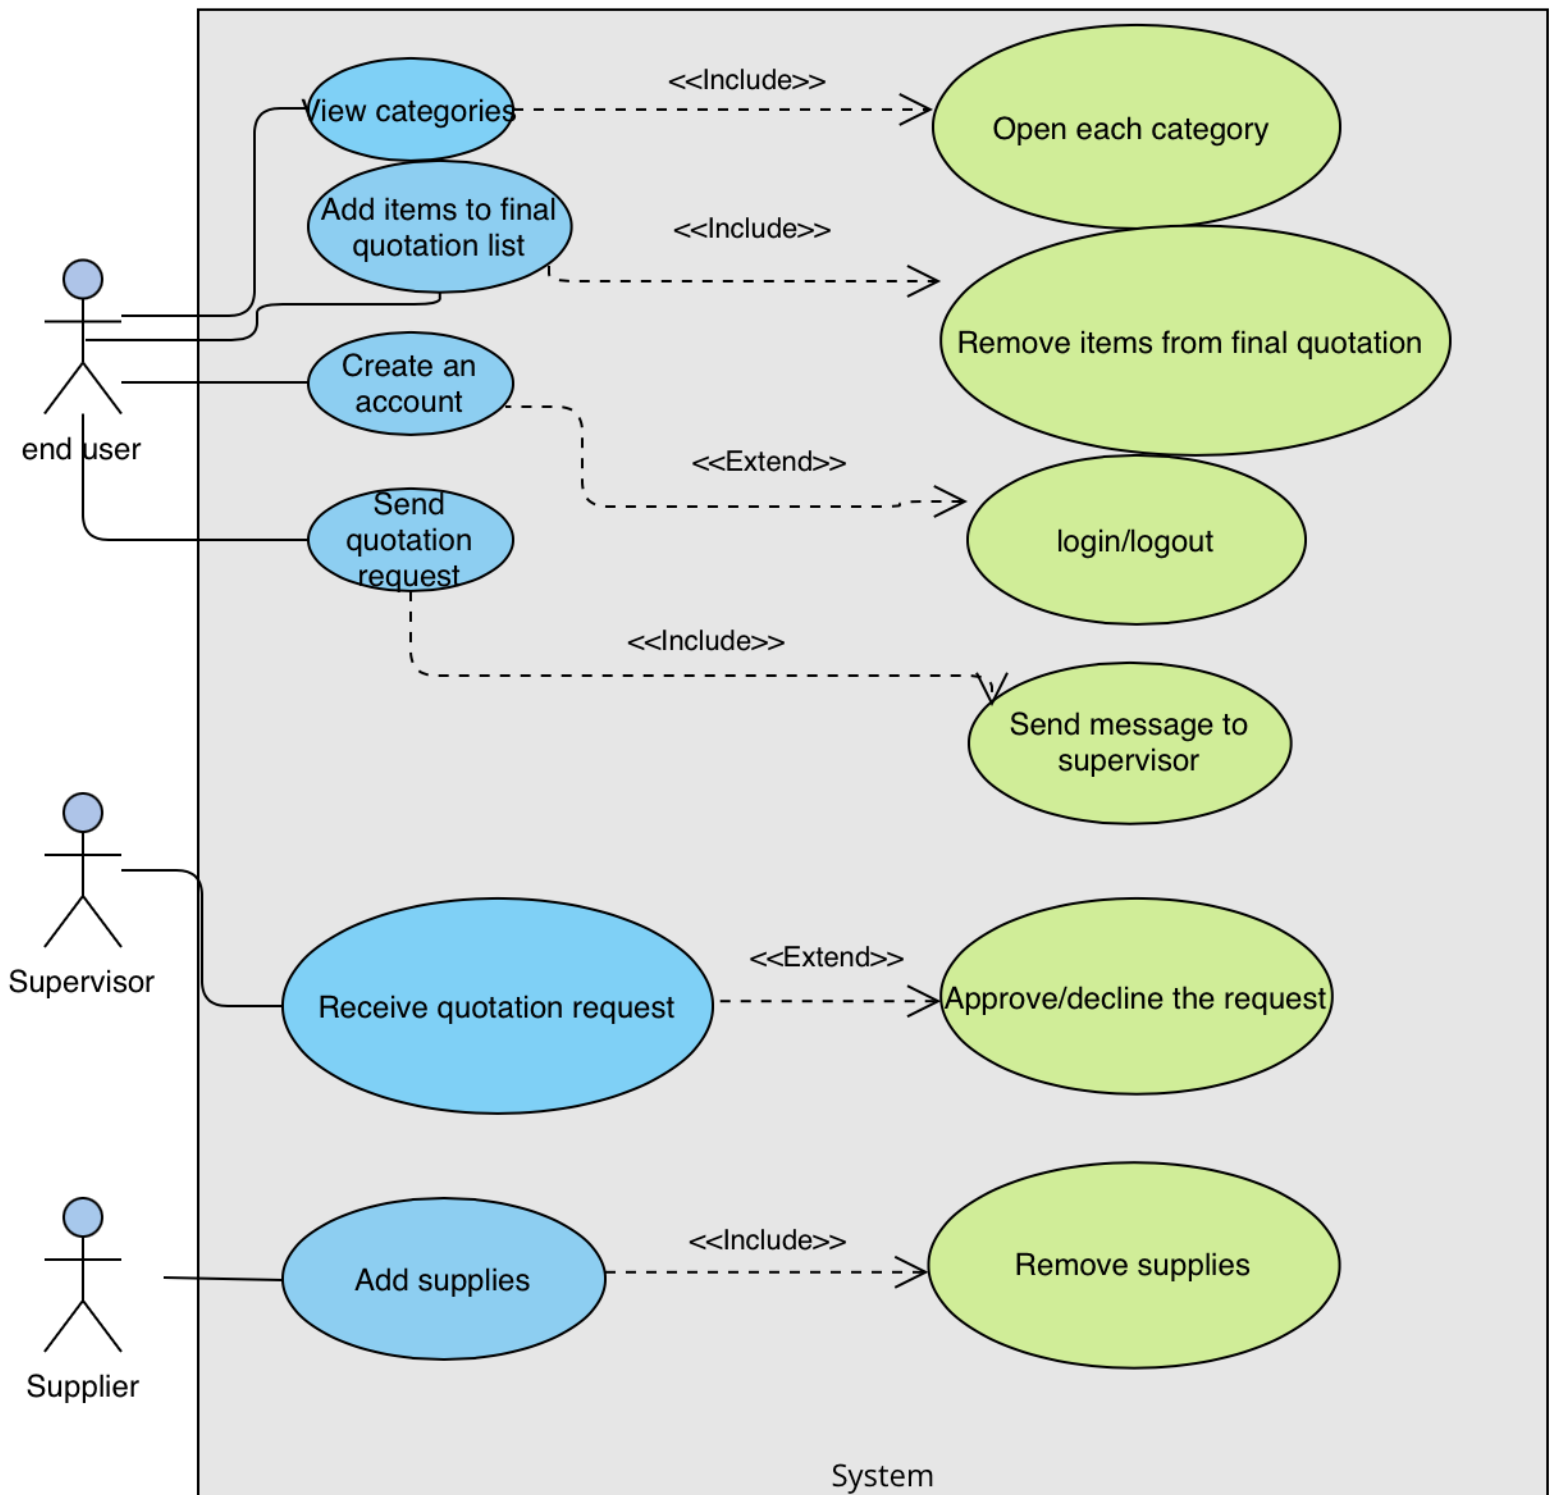 View categories
<<Include>>
Open each category
Add items to final
quotation list
<<Include>>
Remove items from final quotation
Create an
account
end user
<<Extend>>
login/logout
Send
quotation
request
<<Include>>
Send message to
supervisor
Supervisor
Receive quotation request
<<Extend>>
Approve/decline the request
Add supplies
<<Include>>
Remove supplies
Supplier
System